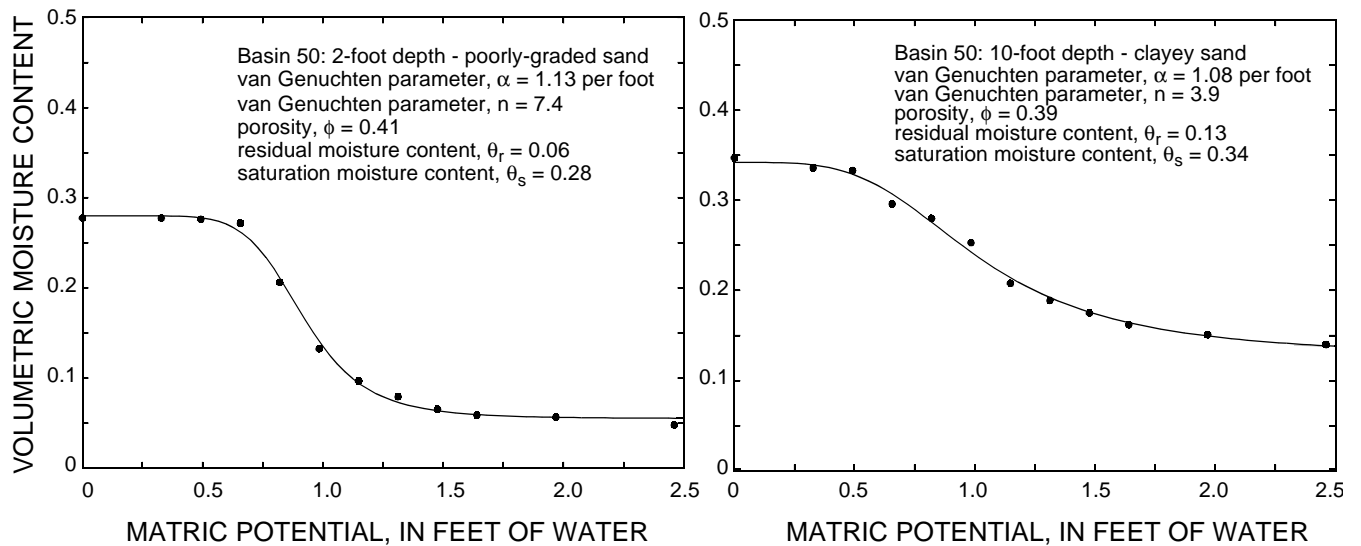 VOLUMETRIC MOISTURE CONTENT
0.5
0.4
0.3
0.2
0.1
0
Basin 50: 2-foot depth - poorly-graded sand
van Genuchten parameter, α = 1.13 per foot
van Genuchten parameter, n = 7.4
porosity, ϕ = 0.41
residual moisture content, θr = 0.06
saturation moisture content, θs = 0.28
0 0.5 1.0 1.5 2.0 2.5
MATRIC POTENTIAL, IN FEET OF WATER
0.5
0.4
0.3
0.2
0.1
0
Basin 50: 10-foot depth - clayey sand
van Genuchten parameter, α = 1.08 per foot
van Genuchten parameter, n = 3.9
porosity, ϕ = 0.39
residual moisture content, θr = 0.13
saturation moisture content, θs = 0.34
0 0.5 1.0 1.5 2.0 2.5
MATRIC POTENTIAL, IN FEET OF WATER